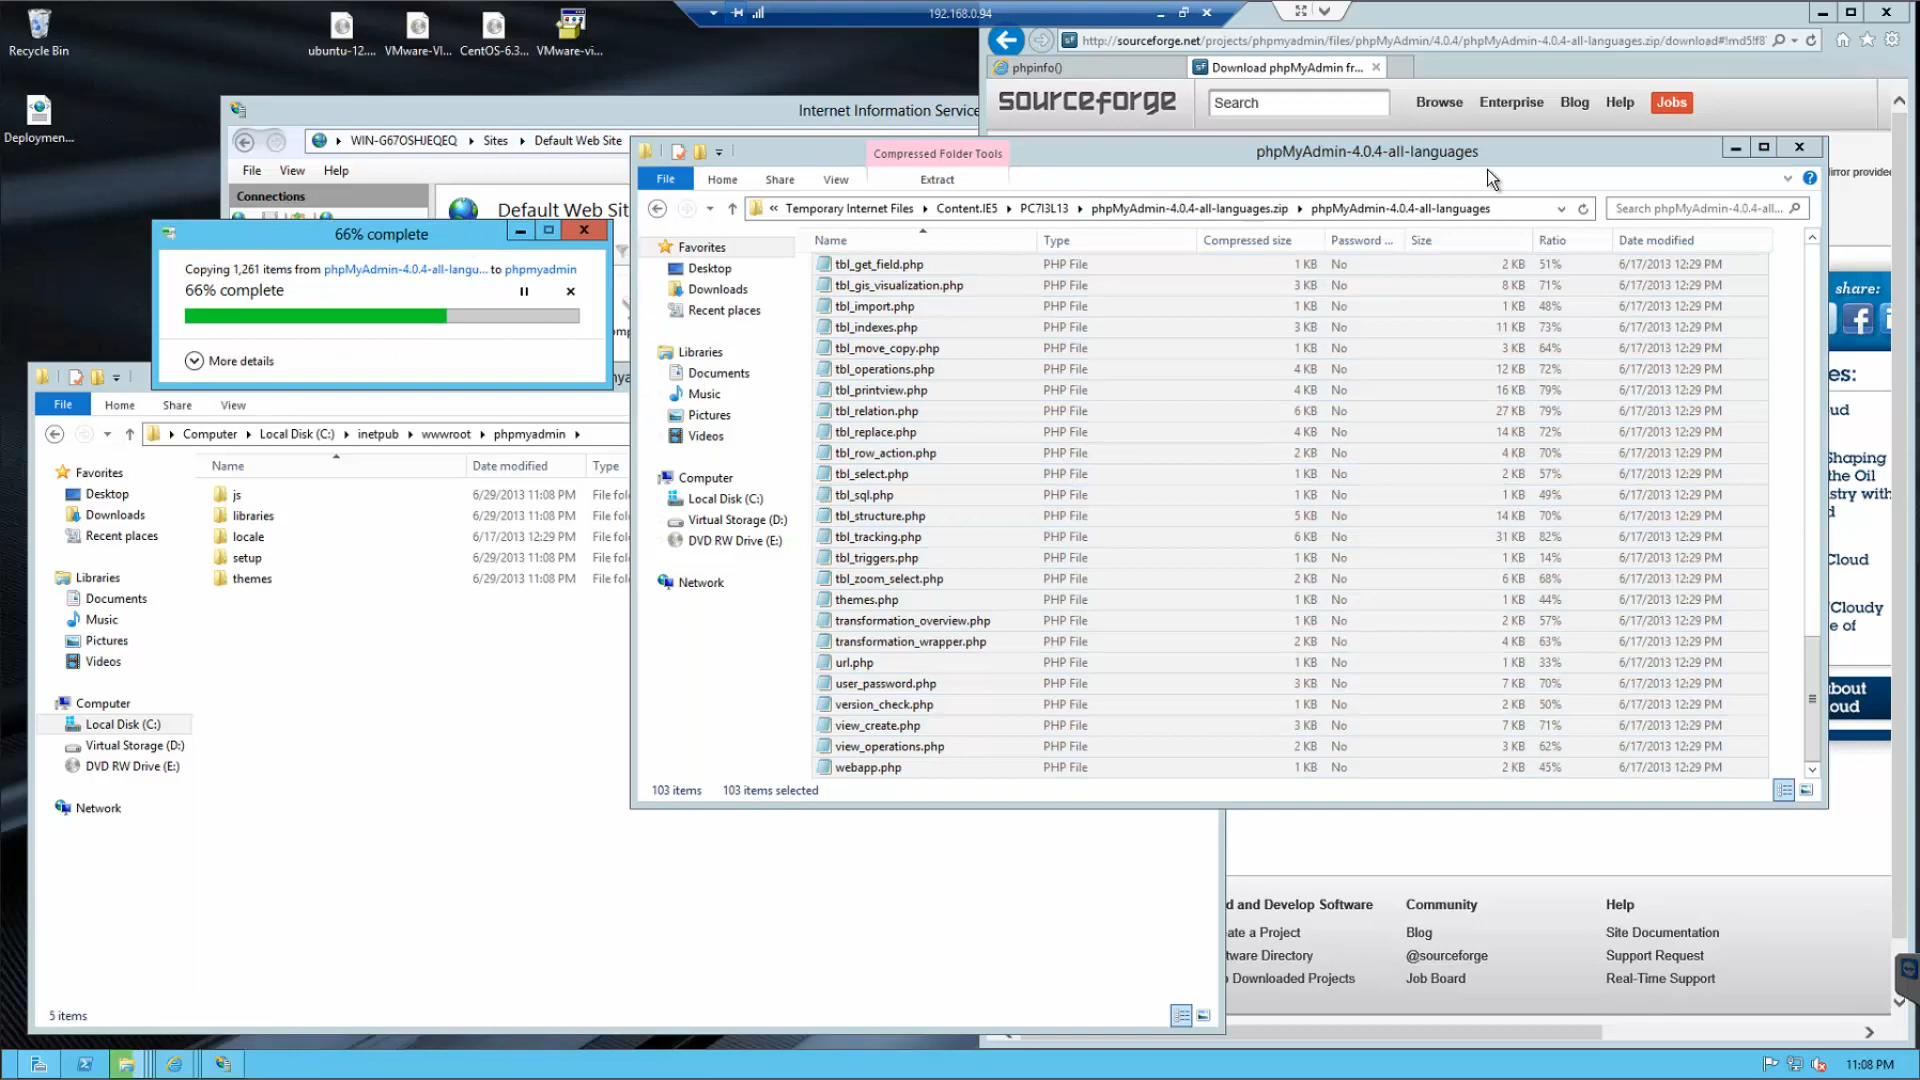 Recycle Bin
ubuntu-12....
VMware-VI...
CentOS-6.3...
VMware-vi...
Deploymen...
192.168.0.94
http://sourceforge.net/projects/phpmyadmin/files/phpMyAdmin/4.0.4/phpMyAdmin-4.0.4-all-languages.zip/download#!md5!f8
phpinfo()
Download phpMyAdmin fr...
sourceforge
Search
Browse
Enterprise
Blog
Help
Jobs
Internet Information Service
WIN-G67OSHJEQEQ
Sites
Default Web Site
File
View
Help
Connections
Default Web Sit
66% complete
Copying 1,261 items from phpMyAdmin-4.0.4-all-langu... to phpmyadmin
66% complete
More details
File
Home
Share
View
Computer
Local Disk (C:)
inetpub
wwwroot
phpmyadmin
Name
Date modified
Type
js 6/29/2013 11:08 PM File fol
libraries 6/29/2013 11:08 PM File fol
locale 6/17/2013 12:29 PM File fol
setup 6/29/2013 11:08 PM File fol
themes 6/29/2013 11:08 PM File fol
Favorites
Desktop
Downloads
Recent places
Libraries
Documents
Music
Pictures
Videos
Computer
Local Disk (C:)
Virtual Storage (D:)
DVD RW Drive (E:)
Network
5 items
Compressed Folder Tools
phpMyAdmin-4.0.4-all-languages
File
Home
Share
View
Extract
« Temporary Internet Files
Content.IE5
PC7I3L13
phpMyAdmin-4.0.4-all-languages.zip
phpMyAdmin-4.0.4-all-languages
Search phpMyAdmin-4.0.4-all...
Favorites
Desktop
Downloads
Recent places
Libraries
Documents
Music
Pictures
Videos
Computer
Local Disk (C:)
Virtual Storage (D:)
DVD RW Drive (E:)
Network
Name Type Compressed size Password ... Size Ratio Date modified
tbl_get_field.php PHP File 1 KB No 2 KB 51% 6/17/2013 12:29 PM
tbl_gis_visualization.php PHP File 3 KB No 8 KB 71% 6/17/2013 12:29 PM
tbl_import.php PHP File 1 KB No 1 KB 48% 6/17/2013 12:29 PM
tbl_indexes.php PHP File 3 KB No 11 KB 73% 6/17/2013 12:29 PM
tbl_move_copy.php PHP File 1 KB No 3 KB 64% 6/17/2013 12:29 PM
tbl_operations.php PHP File 4 KB No 12 KB 72% 6/17/2013 12:29 PM
tbl_printview.php PHP File 4 KB No 16 KB 79% 6/17/2013 12:29 PM
tbl_relation.php PHP File 6 KB No 27 KB 79% 6/17/2013 12:29 PM
tbl_replace.php PHP File 4 KB No 14 KB 72% 6/17/2013 12:29 PM
tbl_row_action.php PHP File 2 KB No 4 KB 70% 6/17/2013 12:29 PM
tbl_select.php PHP File 1 KB No 2 KB 57% 6/17/2013 12:29 PM
tbl_sql.php PHP File 1 KB No 1 KB 49% 6/17/2013 12:29 PM
tbl_structure.php PHP File 5 KB No 14 KB 70% 6/17/2013 12:29 PM
tbl_tracking.php PHP File 6 KB No 31 KB 82% 6/17/2013 12:29 PM
tbl_triggers.php PHP File 1 KB No 1 KB 14% 6/17/2013 12:29 PM
tbl_zoom_select.php PHP File 2 KB No 6 KB 68% 6/17/2013 12:29 PM
themes.php PHP File 1 KB No 1 KB 44% 6/17/2013 12:29 PM
transformation_overview.php PHP File 1 KB No 2 KB 57% 6/17/2013 12:29 PM
transformation_wrapper.php PHP File 2 KB No 4 KB 63% 6/17/2013 12:29 PM
url.php PHP File 1 KB No 1 KB 33% 6/17/2013 12:29 PM
user_password.php PHP File 3 KB No 7 KB 70% 6/17/2013 12:29 PM
version_check.php PHP File 1 KB No 2 KB 50% 6/17/2013 12:29 PM
view_create.php PHP File 3 KB No 7 KB 71% 6/17/2013 12:29 PM
view_operations.php PHP File 2 KB No 3 KB 62% 6/17/2013 12:29 PM
webapp.php PHP File 1 KB No 2 KB 45% 6/17/2013 12:29 PM
103 items
103 items selected
irror provided
share:
es:
ud
Shaping
the Oil
stry with
d
Cloud
"Cloudy
e of
bout
oud
d and Develop Software
ate a Project
tware Directory
Downloaded Projects
Community
Blog
@sourceforge
Job Board
Help
Site Documentation
Support Request
Real-Time Support
11:08 PM